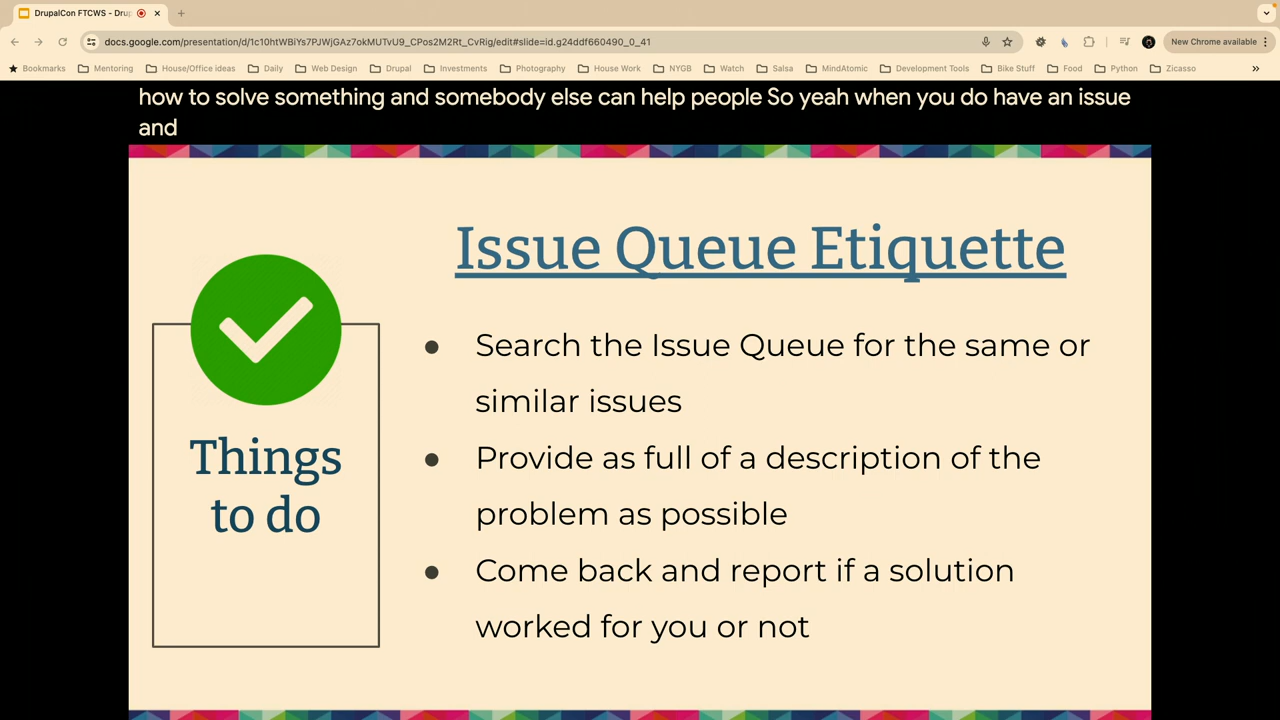 DrupalCon FTCWS - Drup
docs.google.com/presentation/d/1c10htWBiYs7PJWjGAz7okMUTvU9_CPos2M2Rt_CvRig/edit#slide=id.g24ddf660490_0_41
New Chrome available
Bookmarks Mentoring House/Office ideas Daily Web Design Drupal Investments Photography House Work NYGB Watch Salsa MindAtomic Development Tools Bike Stuff Food Python Zicasso
how to solve something and somebody else can help people So yeah when you do have an issue
and
Issue Queue Etiquette
Things
to do
Search the Issue Queue for the same or
similar issues
Provide as full of a description of the
problem as possible
Come back and report if a solution
worked for you or not